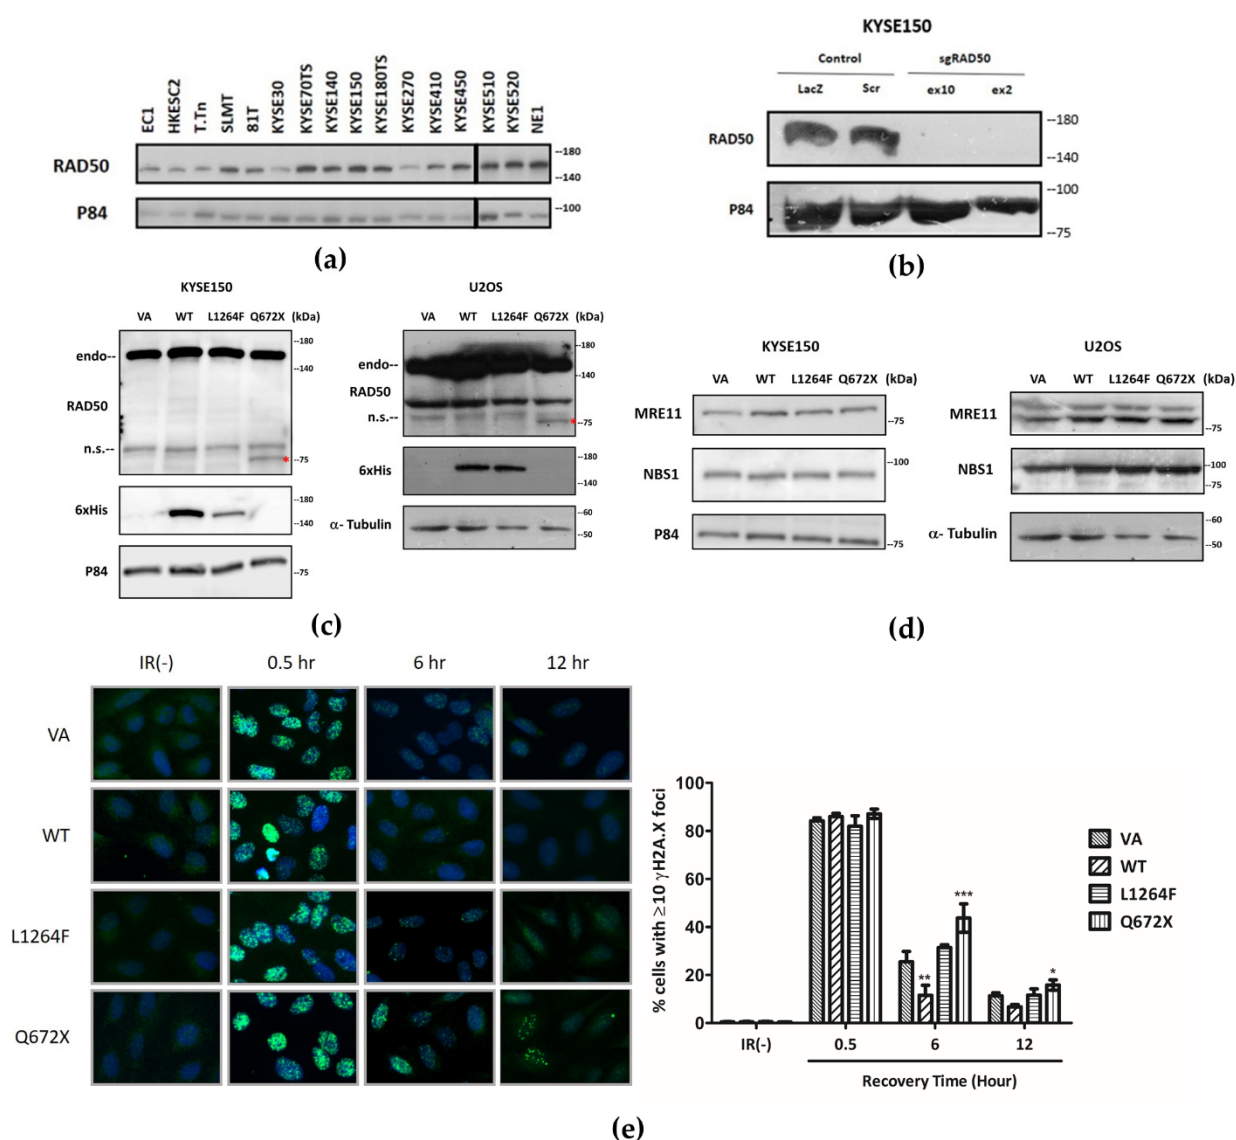 EC1 HKESC2 T.Tn SLMT 81T KYSE30 KYSE70TS KYSE140 KYSE150 KYSE180TS KYSE270 KYSE410 KYSE450 KYSE510 KYSE520 NE1
RAD50
--180
--140
P84
--100
(a)
KYSE150
Control sgRAD50
LacZ Scr ex10 ex2
RAD50
--180
--140
P84
--100
--75
(b)
KYSE150
VA WT L1264F Q672X (kDa)
endo--
--180
--140
RAD50
n.s.--
--75
*
6xHis
--180
--140
P84
--75
U2OS
VA WT L1264F Q672X (kDa)
endo--
--180
--140
RAD50
n.s.--
--75
*
6xHis
--180
--140
α- Tubulin
--60
--50
(c)
KYSE150
VA WT L1264F Q672X (kDa)
MRE11
--75
NBS1
--100
P84
--75
U2OS
VA WT L1264F Q672X (kDa)
MRE11
--75
NBS1
--100
--75
α- Tubulin
--60
--50
(d)
IR(-) 0.5 hr 6 hr 12 hr
VA
WT
L1264F
Q672X
% cells with ≥10 γH2A.X foci
100
80
60
40
20
0
** ***
*
IR(-) 0.5 6 12
Recovery Time (Hour)
VA
WT
L1264F
Q672X
(e)